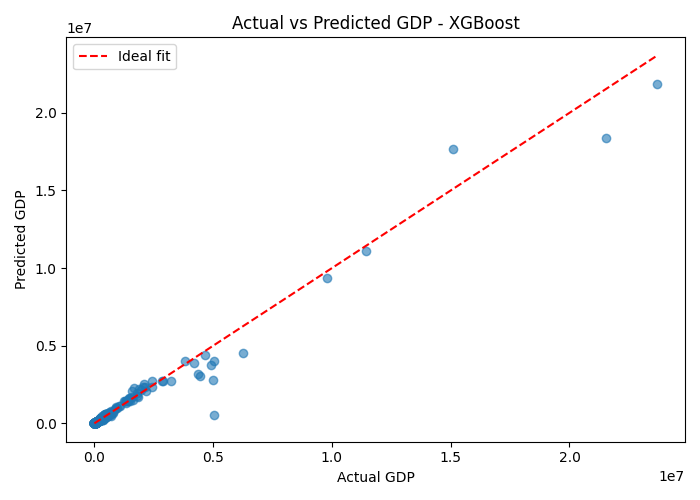 Actual vs Predicted GDP - XGBoost
1e7
Ideal fit
2.0
1.5
1.0
0.5
0.0
Predicted GDP
0.0 0.5 1.0 1.5 2.0
1e7
Actual GDP